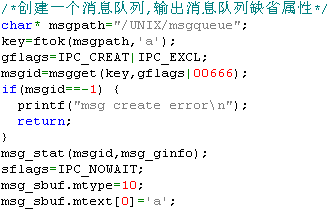 /*创建一个消息队列,输出消息队列缺省属性*/
char* msgpath="/UNIX/msgqueue";
key=ftok(msgpath,'a');
gflags=IPC_CREAT|IPC_EXCL;
msgid=msgget(key,gflags|00666);
if(msgid==-1) {
printf("msg create error\n");
return;
}
msg_stat(msgid,msg_ginfo);
sflags=IPC_NOWAIT;
msg_sbuf.mtype=10;
msg_sbuf.mtext[0]='a';